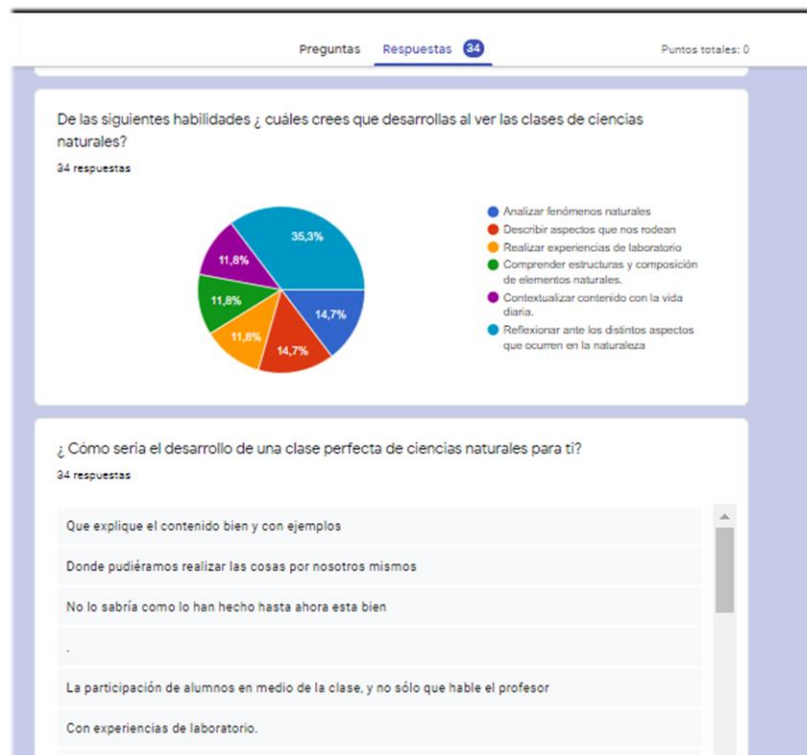 Preguntas Respuestas 34 Puntos totales: 0
De las siguientes habilidades ¿ cuáles crees que desarrollas al ver las clases de ciencias
naturales?
34 respuestas
35,3%
11,8%
11,8%
11,8%
14,7%
14,7%
Analizar fenómenos naturales
Describir aspectos que nos rodean
Realizar experiencias de laboratorio
Comprender estructuras y composición
de elementos naturales.
Contextualizar contenido con la vida
diaria.
Reflexionar ante los distintos aspectos
que ocurren en la naturaleza
¿ Cómo sería el desarrollo de una clase perfecta de ciencias naturales para ti?
34 respuestas
Que explique el contenido bien y con ejemplos
Donde pudiéramos realizar las cosas por nosotros mismos
No lo sabría como lo han hecho hasta ahora esta bien
.
La participación de alumnos en medio de la clase, y no sólo que hable el profesor
Con experiencias de laboratorio.